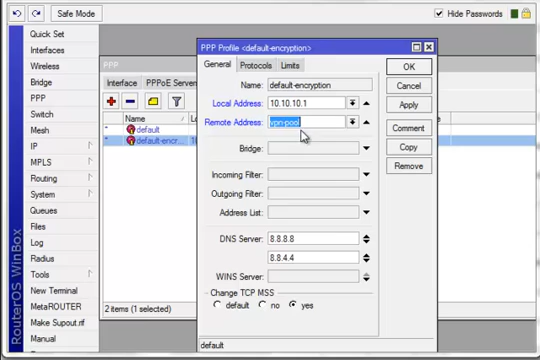 Safe Mode
Hide Passwords
Quick Set
Interfaces
Wireless
Bridge
PPP
Switch
Mesh
IP
MPLS
Routing
System
Queues
Files
Log
Radius
Tools
New Terminal
MetaROUTER
Make Supout.rif
Manual
RouterOS WinBox
PPP
Interface
PPPoE Server
Name
default
default-encr...
2 items (1 selected)
PPP Profile <default-encryption>
General
Protocols
Limits
Name: default-encryption
Local Address: 10.10.10.1
Remote Address: vpn-pool
Bridge:
Incoming Filter:
Outgoing Filter:
Address List:
DNS Server: 8.8.8.8
8.8.4.4
WINS Server:
Change TCP MSS
default no yes
default
OK
Cancel
Apply
Comment
Copy
Remove